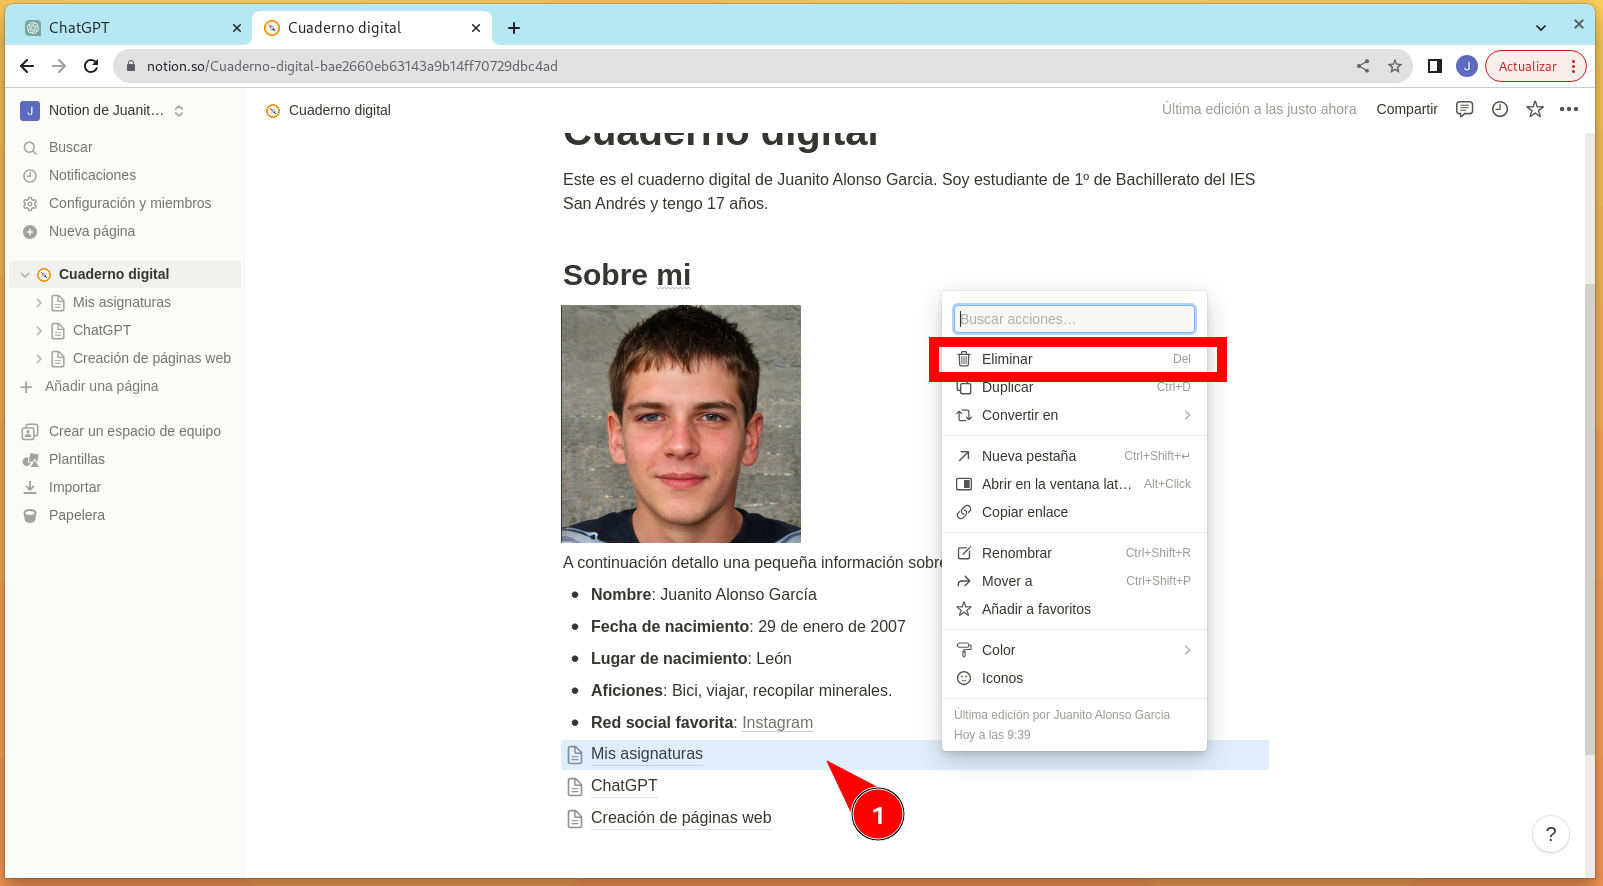 ChatGPT
Cuaderno digital
notion.so/Cuaderno-digital-bae2660eb63143a9b14ff70729dbc4ad
J
Actualizar
J
Notion de Juanit…
Buscar
Notificaciones
Configuración y miembros
Nueva página
Cuaderno digital
Mis asignaturas
ChatGPT
Creación de páginas web
Añadir una página
Crear un espacio de equipo
Plantillas
Importar
Papelera
Cuaderno digital
Última edición a las justo ahora
Compartir
Cuaderno digital
Este es el cuaderno digital de Juanito Alonso Garcia. Soy estudiante de 1º de Bachillerato del IES
San Andrés y tengo 17 años.
Sobre mi
A continuación detallo una pequeña información sobre
Nombre: Juanito Alonso García
Fecha de nacimiento: 29 de enero de 2007
Lugar de nacimiento: León
Aficiones: Bici, viajar, recopilar minerales.
Red social favorita: Instagram
Mis asignaturas
ChatGPT
Creación de páginas web
Buscar acciones…
Eliminar Del
Duplicar Ctrl+D
Convertir en
Nueva pestaña Ctrl+Shift+↵
Abrir en la ventana lat… Alt+Click
Copiar enlace
Renombrar Ctrl+Shift+R
Mover a Ctrl+Shift+P
Añadir a favoritos
Color
Iconos
Última edición por Juanito Alonso Garcia
Hoy a las 9:39
1
?